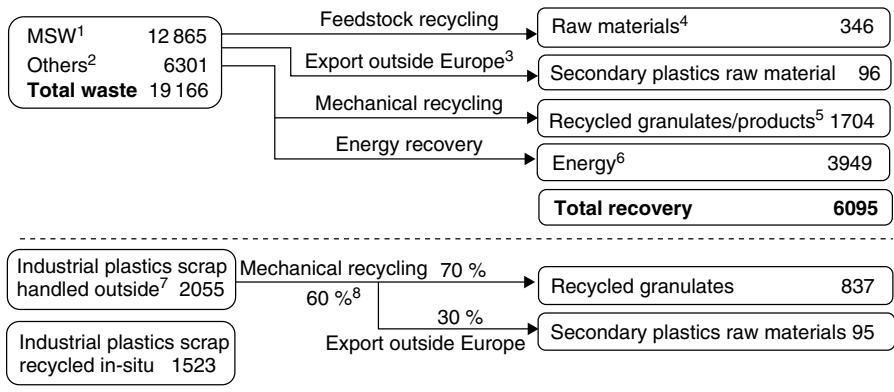 MSW¹ 12 865
Others² 6301
Total waste 19 166
Feedstock recycling
Export outside Europe³
Mechanical recycling
Energy recovery
Raw materials⁴ 346
Secondary plastics raw material 96
Recycled granulates/products⁵ 1704
Energy⁶ 3949
Total recovery 6095
Industrial plastics scrap
handled outside⁷ 2055
Mechanical recycling 70 %
60 %⁸
30 %
Export outside Europe
Recycled granulates 837
Secondary plastics raw materials 95
Industrial plastics scrap
recycled in-situ 1523